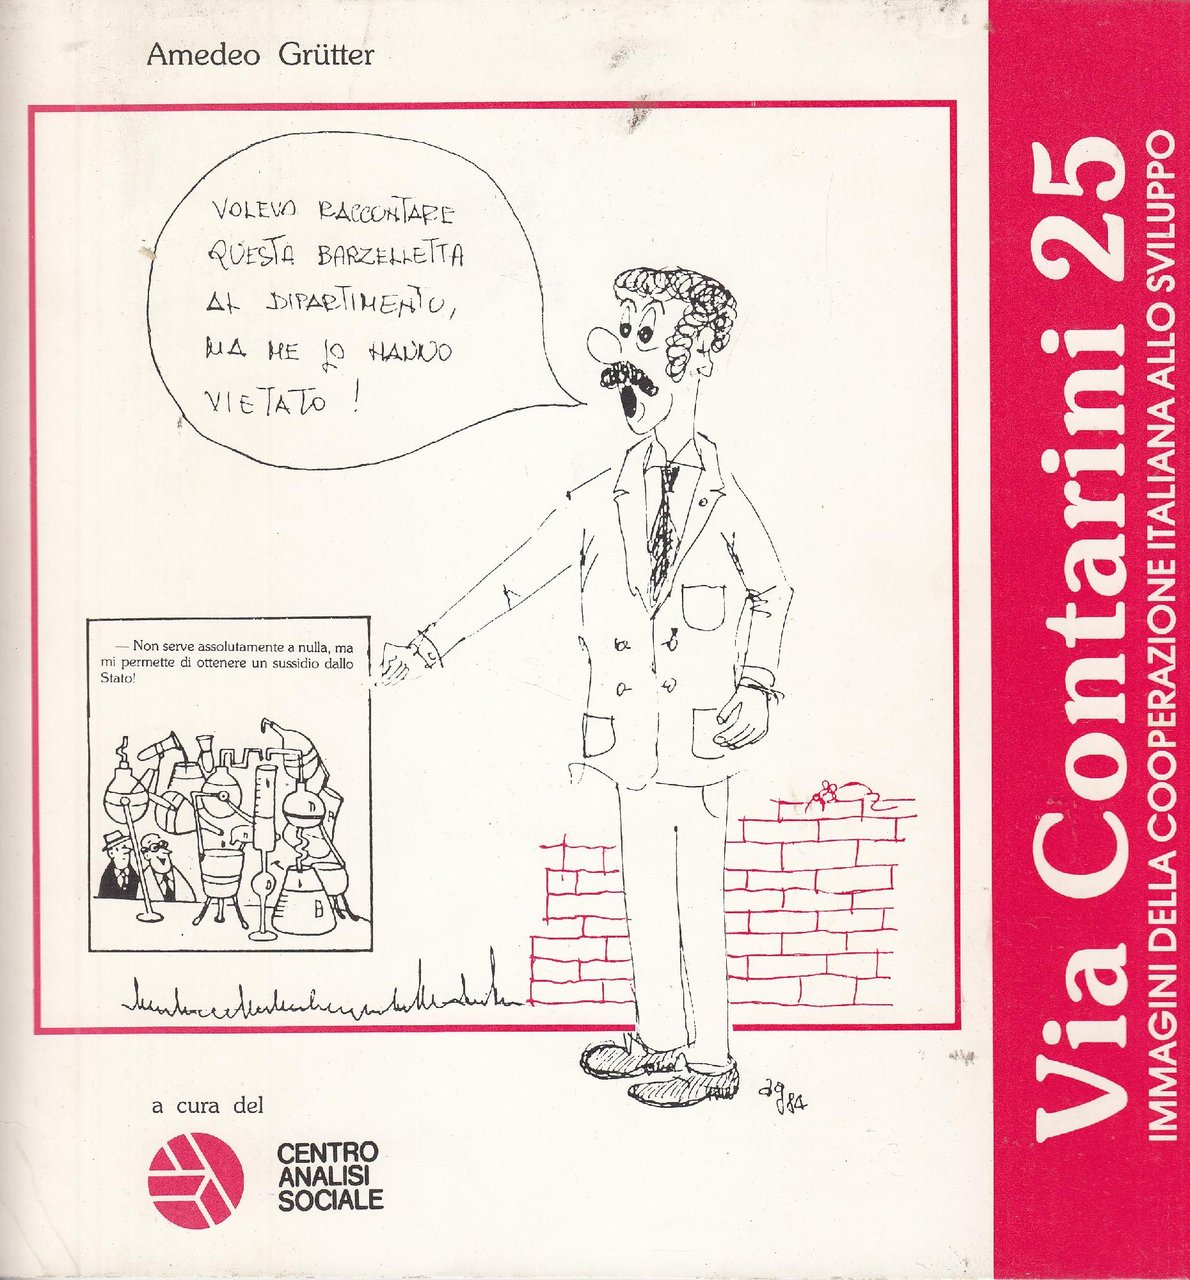 Amedeo Grütter
VOLEVO RACCONTARE
QUESTA BARZELLETTA
AL DIPARTIMENTO,
MA ME LO HANNO
VIETATO !
— Non serve assolutamente a nulla, ma
mi permette di ottenere un sussidio dallo
Stato!
B
ag 84
a cura del
CENTRO
ANALISI
SOCIALE
Via Contarini 25
IMMAGINI DELLA COOPERAZIONE ITALIANA ALLO SVILUPPO